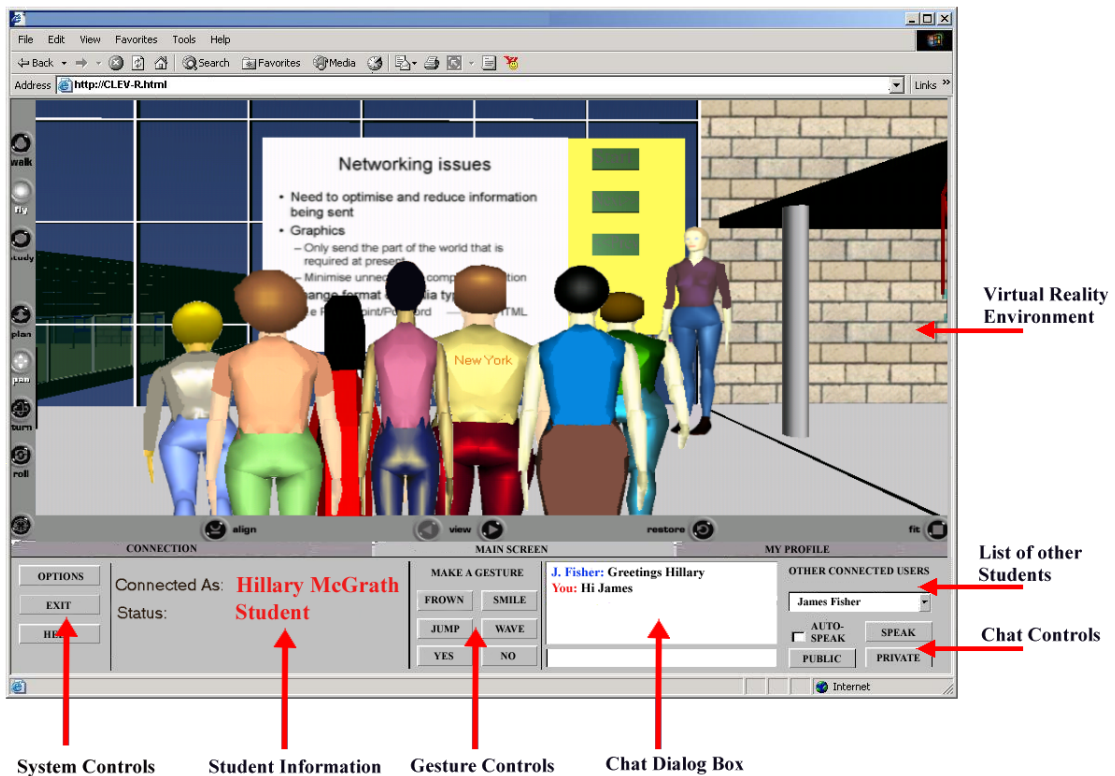 File Edit View Favorites Tools Help
Back Search Favorites Media
Address http://CLEV-R.html Links »
walk
fly
study
plan
pan
turn
roll
Networking issues
• Need to optimise and reduce information
being sent
• Graphics
– Only send the part of the world that is
required at present
– Minimise
New York
align view restore fit
CONNECTION MAIN SCREEN MY PROFILE
OPTIONS
EXIT
Connected As: Hillary McGrath
Status: Student
MAKE A GESTURE
FROWN SMILE
JUMP WAVE
YES NO
J. Fisher: Greetings Hillary
You: Hi James
OTHER CONNECTED USERS
James Fisher
AUTO-
SPEAK SPEAK
PUBLIC PRIVATE
Internet
Virtual Reality
Environment
List of other
Students
Chat Controls
System Controls Student Information Gesture Controls Chat Dialog Box